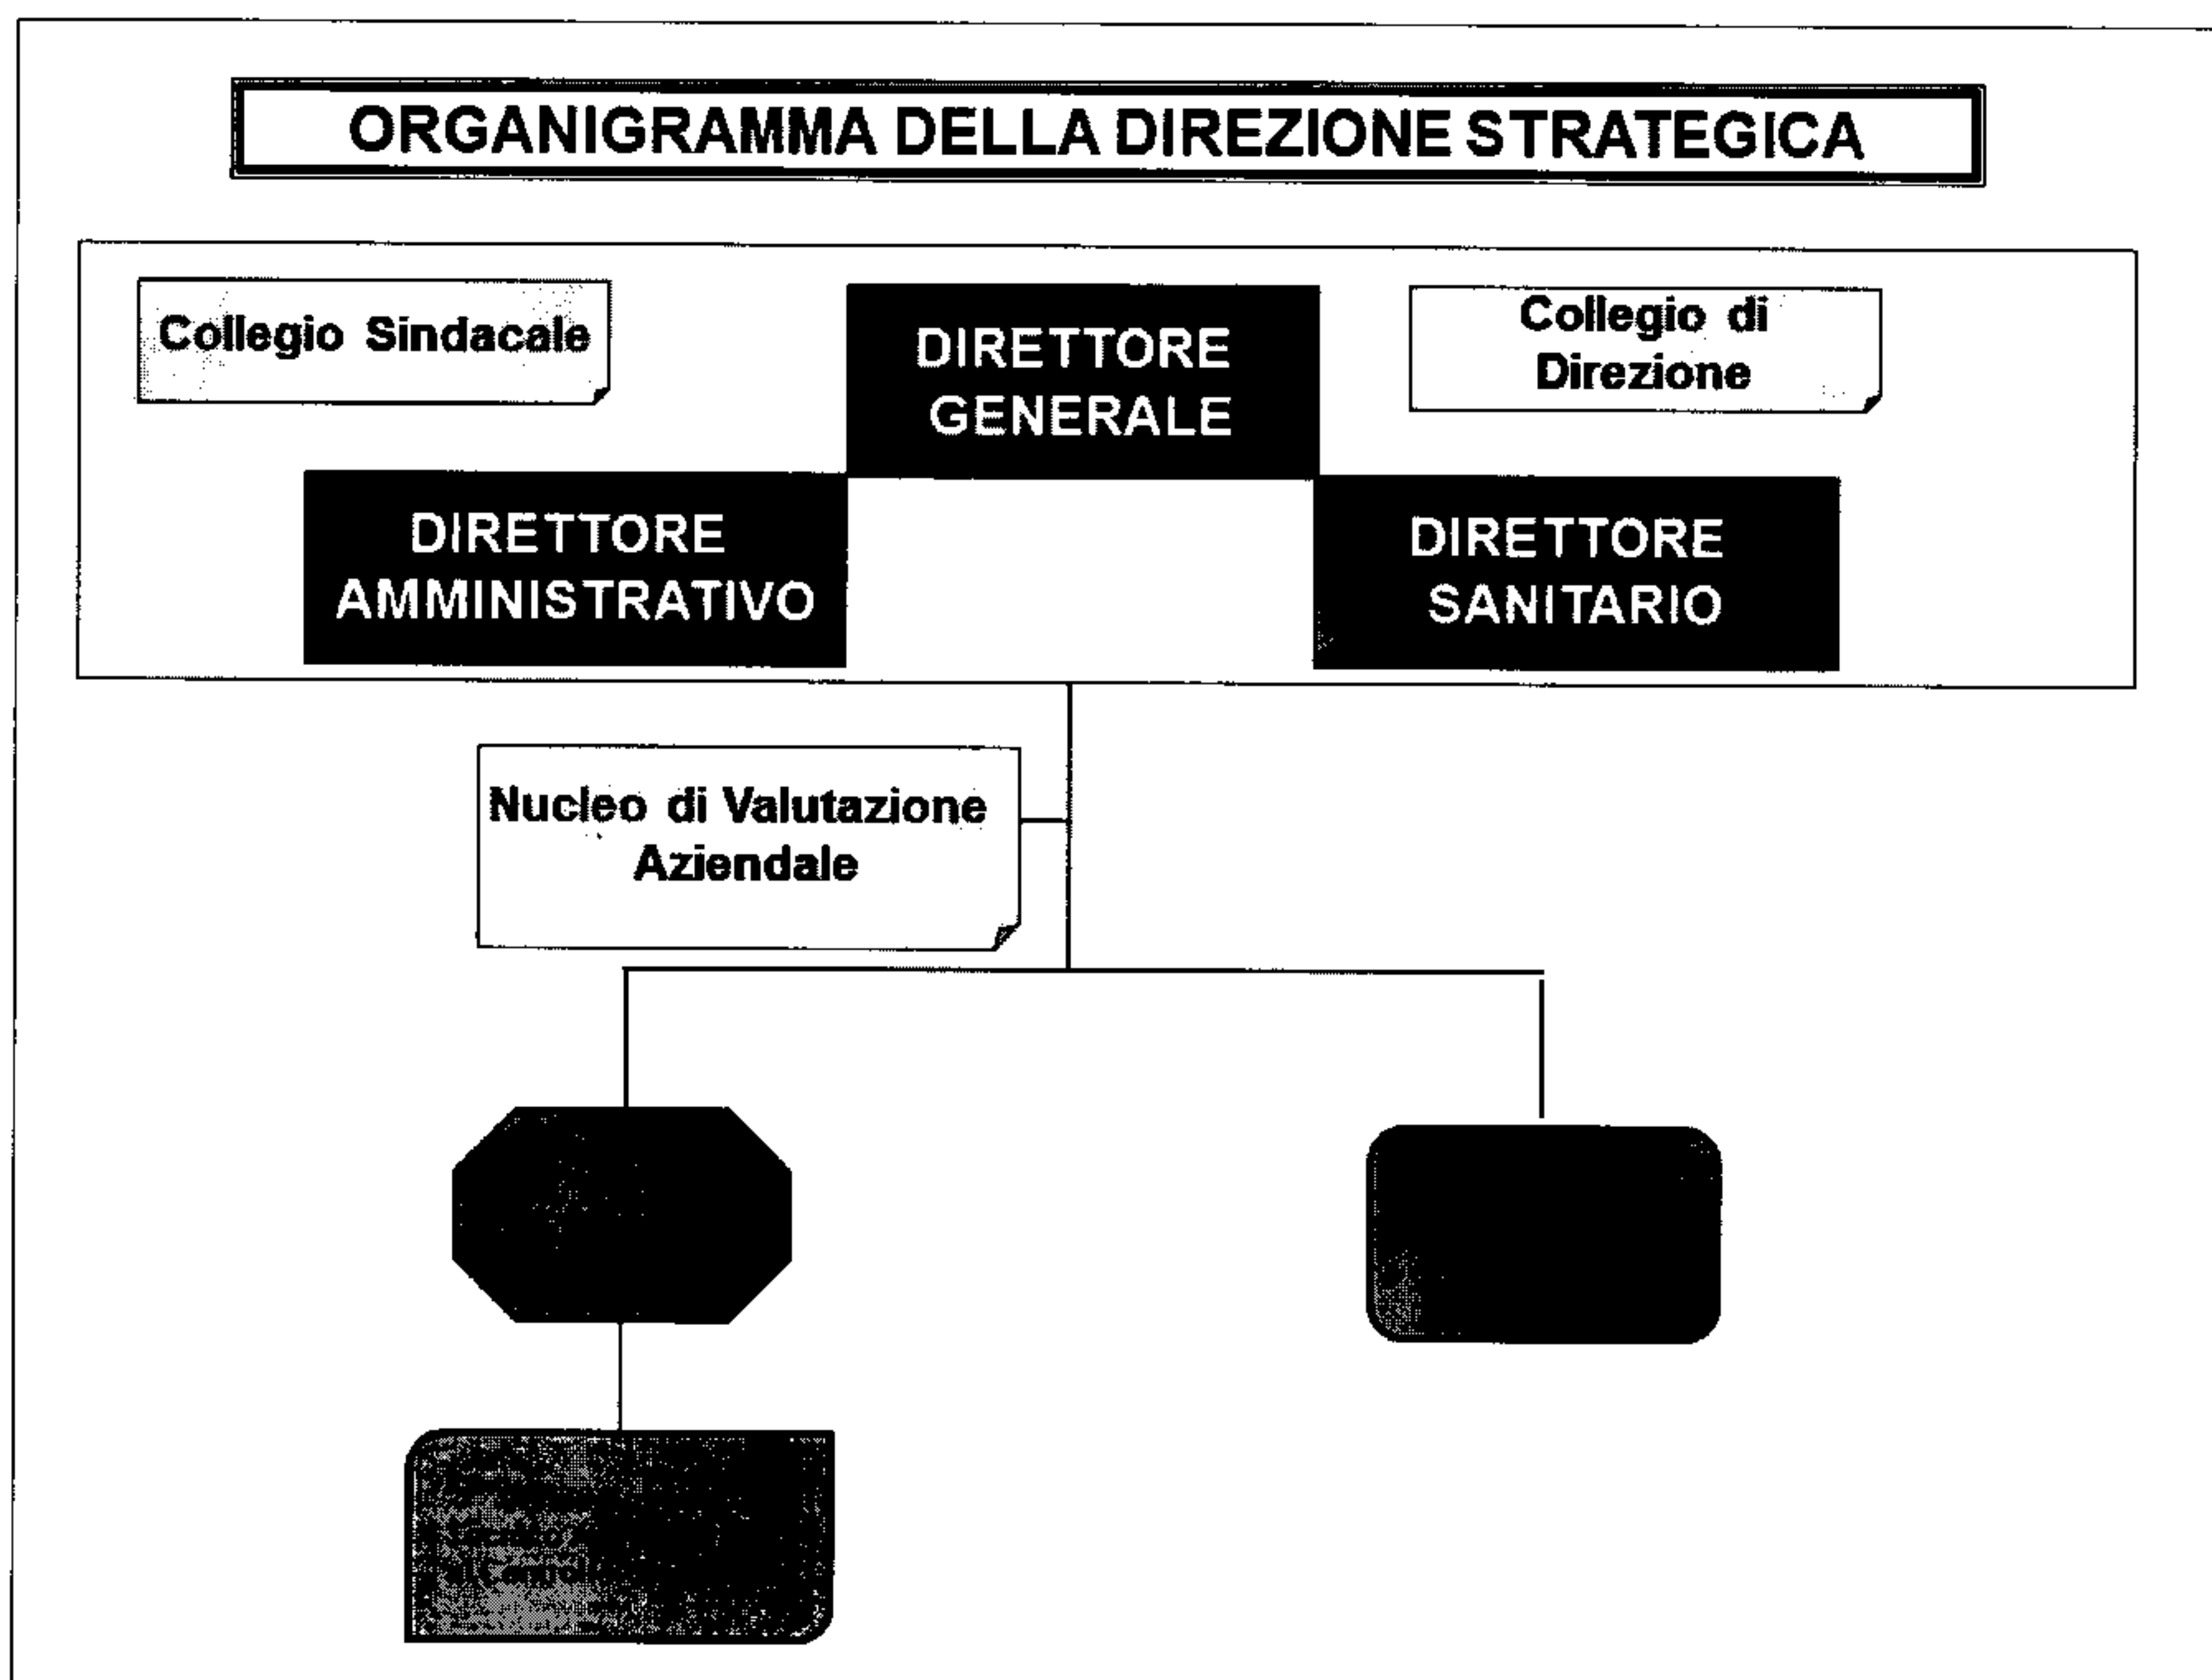 ORGANIGRAMMA DELLA DIREZIONE STRATEGICA
Collegio Sindacale
DIRETTORE
GENERALE
Collegio di
Direzione
DIRETTORE
AMMINISTRATIVO
DIRETTORE
SANITARIO
Nucleo di Valutazione
Aziendale